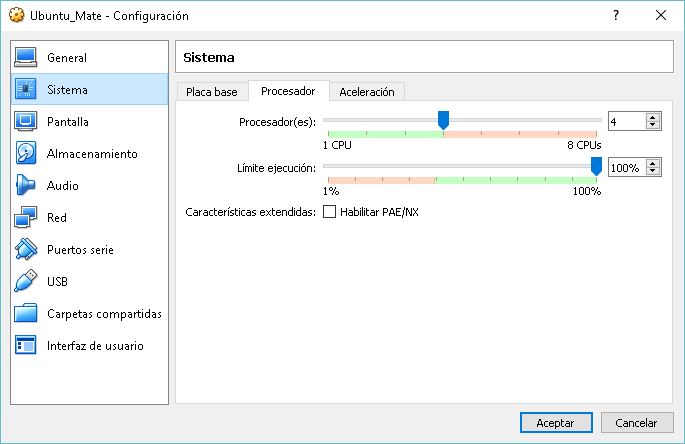 Ubuntu_Mate - Configuración
?
General
Sistema
Pantalla
Almacenamiento
Audio
Red
Puertos serie
USB
Carpetas compartidas
Interfaz de usuario
Sistema
Placa base Procesador Aceleración
Procesador(es): 4
1 CPU 8 CPUs
Límite ejecución: 100%
1% 100%
Características extendidas: Habilitar PAE/NX
Aceptar Cancelar